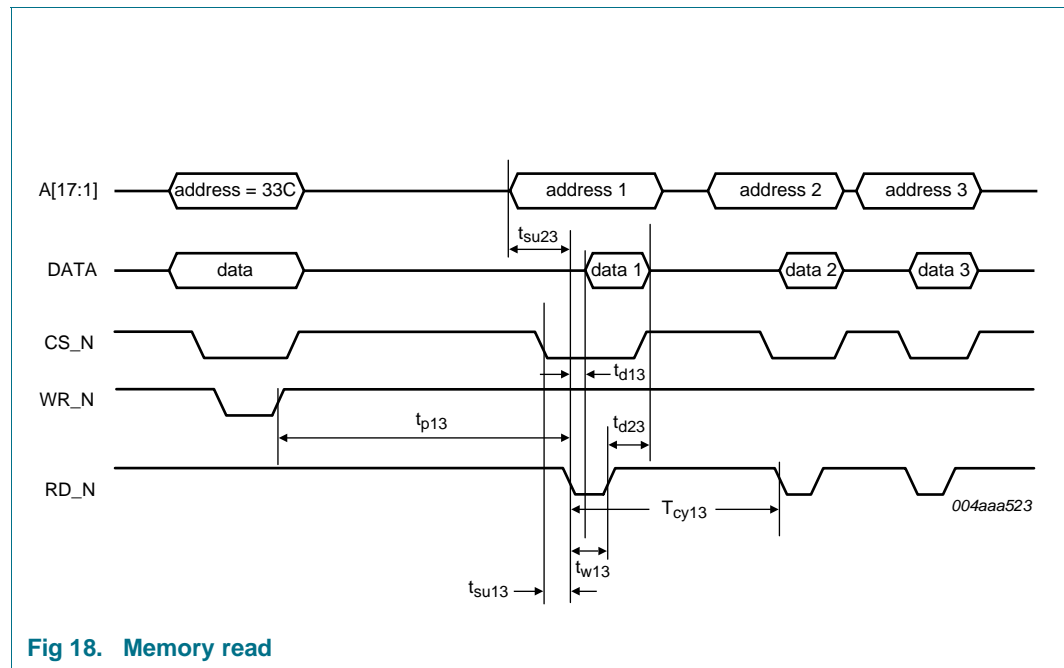 A[17:1] address = 33C address 1 address 2 address 3
tsu23
DATA data data 1 data 2 data 3
CS_N
td13
WR_N
tp13 td23
RD_N
Tcy13
004aaa523
tw13
tsu13
Fig 18. Memory read